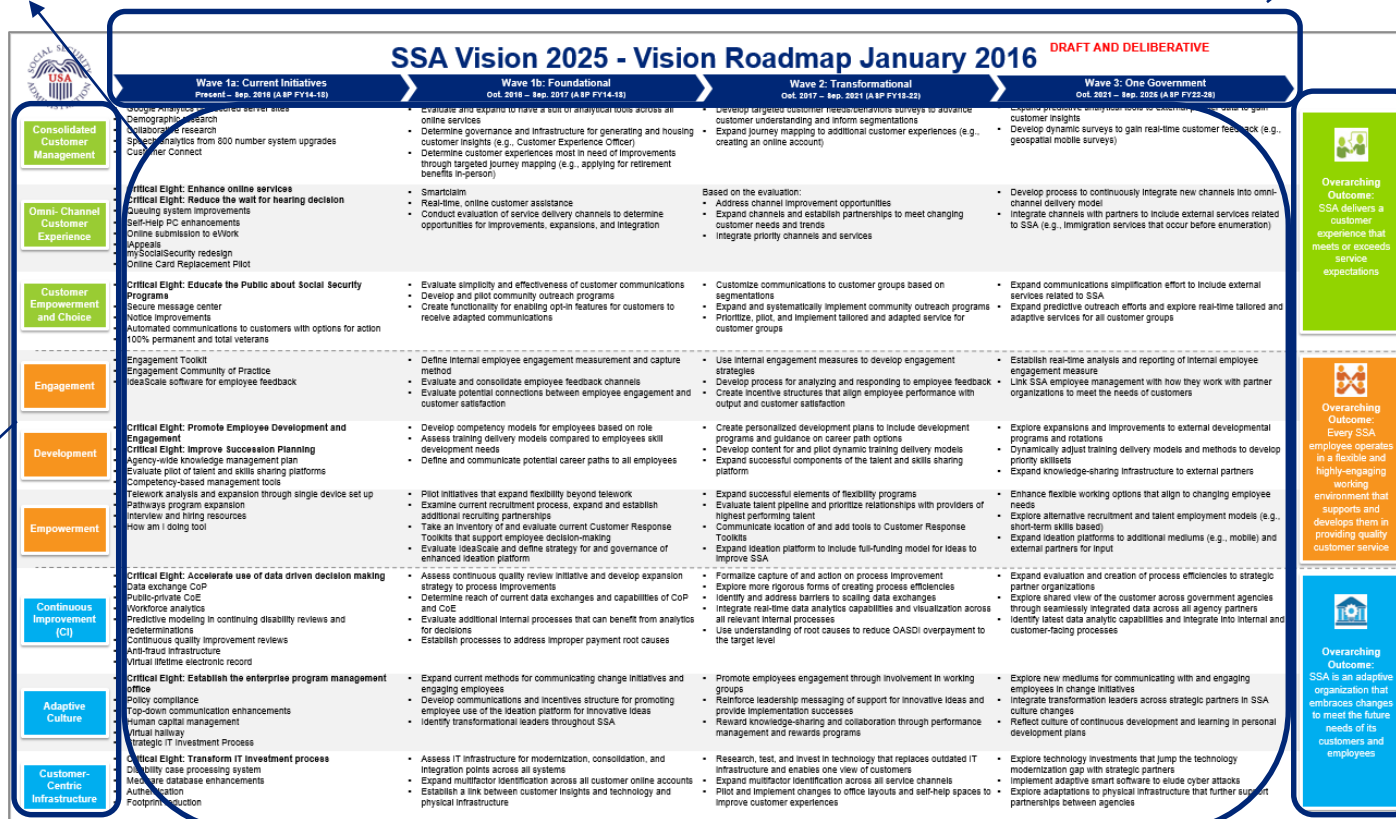 SSA Vision 2025 - Vision Roadmap January 2016
DRAFT AND DELIBERATIVE
SOCIAL SECURITY
USA
ADMINISTRATION
Wave 1a: Current Initiatives
Present – Sep. 2016 (ASP FY14-18)
Wave 1b: Foundational
Oct. 2016 – Sep. 2017 (ASP FY14-18)
Wave 2: Transformational
Oct. 2017 - Sep. 2021 (ASP FY18-22)
Wave 3: One Government
Oct. 2021 - Sep. 2025 (ASP FY22-26)
Consolidated
Customer
Management
Google Analytics server sites
Demographic research
Collaborative research
Speech analytics from 800 number system upgrades
Customer Connect
• Evaluate and expand to have a suit of analytical tools across all
online services
• Determine governance and infrastructure for generating and housing
customer insights (e.g., Customer Experience Officer)
• Determine customer experiences most in need of improvements
through targeted journey mapping (e.g., applying for retirement
benefits in-person)
• Develop targeted customer needs/behaviors surveys to advance
customer understanding and inform segmentations
• Expand journey mapping to additional customer experiences (e.g.,
creating an online account)
• Expand predictive analytical tools to external data to gain
customer insights
• Develop dynamic surveys to gain real-time customer feedback (e.g.,
geospatial mobile surveys)
Omni- Channel
Customer
Experience
Critical Eight: Enhance online services
Critical Eight: Reduce the wait for hearing decision
Queuing system improvements
Self-Help PC enhancements
Online submission to eWork
iAppeals
mySocialSecurity redesign
Online Card Replacement Pilot
• Smartclaim
• Real-time, online customer assistance
• Conduct evaluation of service delivery channels to determine
opportunities for improvements, expansions, and integration
Based on the evaluation:
• Address channel improvement opportunities
• Expand channels and establish partnerships to meet changing
customer needs and trends
• Integrate priority channels and services
• Develop process to continuously integrate new channels into omni-
channel delivery model
• Integrate channels with partners to include external services related
to SSA (e.g., immigration services that occur before enumeration)
Customer
Empowerment
and Choice
Critical Eight: Educate the Public about Social Security
Programs
Secure message center
Notice improvements
Automated communications to customers with options for action
100% permanent and total veterans
• Evaluate simplicity and effectiveness of customer communications
• Develop and pilot community outreach programs
• Create functionality for enabling opt-in features for customers to
receive adapted communications
• Customize communications to customer groups based on
segmentations
• Expand and systematically implement community outreach programs
• Prioritize, pilot, and implement tailored and adapted service for
customer groups
• Expand communications simplification effort to include external
services related to SSA
• Expand predictive outreach efforts and explore real-time tailored and
adaptive services for all customer groups
Overarching
Outcome:
SSA delivers a
customer
experience that
meets or exceeds
service
expectations
Engagement
Engagement Toolkit
Engagement Community of Practice
IdeaScale software for employee feedback
• Define internal employee engagement measurement and capture
method
• Evaluate and consolidate employee feedback channels
• Evaluate potential connections between employee engagement and
customer satisfaction
• Use internal engagement measures to develop engagement
strategies
• Develop process for analyzing and responding to employee feedback
• Create incentive structures that align employee performance with
output and customer satisfaction
• Establish real-time analysis and reporting of internal employee
engagement measure
• Link SSA employee management with how they work with partner
organizations to meet the needs of customers
Development
Critical Eight: Promote Employee Development and
Engagement
Critical Eight: Improve Succession Planning
Agency-wide knowledge management plan
Evaluate pilot of talent and skills sharing platforms
Competency-based management tools
• Develop competency models for employees based on role
• Assess training delivery models compared to employees skill
development needs
• Define and communicate potential career paths to all employees
• Create personalized development plans to include development
programs and guidance on career path options
• Develop content for and pilot dynamic training delivery models
• Expand successful components of the talent and skills sharing
platform
• Explore expansions and improvements to external developmental
programs and rotations
• Dynamically adjust training delivery models and methods to develop
priority skillsets
• Expand knowledge-sharing infrastructure to external partners
Empowerment
Telework analysis and expansion through single device set up
Pathways program expansion
Interview and hiring resources
How am I doing tool
• Pilot initiatives that expand flexibility beyond telework
• Examine current recruitment process, expand and establish
additional recruiting partnerships
• Take an inventory of and evaluate current Customer Response
Toolkits that support employee decision-making
• Evaluate IdeaScale and define strategy for and governance of
enhanced ideation platform
• Expand successful elements of flexibility programs
• Evaluate talent pipeline and prioritize relationships with providers of
highest performing talent
• Communicate location of and add tools to Customer Response
Toolkits
• Expand ideation platform to include full-funding model for ideas to
improve SSA
• Enhance flexible working options that align to changing employee
needs
• Explore alternative recruitment and talent employment models (e.g.,
short-term skills based)
• Expand ideation platforms to additional mediums (e.g., mobile) and
external partners for input
Overarching
Outcome:
Every SSA
employee operates
in a flexible and
highly-engaging
working
environment that
supports and
develops them in
providing quality
customer service
Continuous
Improvement
(CI)
Critical Eight: Accelerate use of data driven decision making
Data exchange CoP
Public-private CoE
Workforce analytics
Predictive modeling in continuing disability reviews and
redeterminations
Continuous quality improvement reviews
Anti-fraud infrastructure
Virtual lifetime electronic record
• Assess continuous quality review initiative and develop expansion
strategy to process improvements
• Determine reach of current data exchanges and capabilities of CoP
and CoE
• Evaluate additional internal processes that can benefit from analytics
for decisions
• Establish processes to address improper payment root causes
• Formalize capture of and action on process improvement
• Explore more rigorous forms of creating process efficiencies
• Identify and address barriers to scaling data exchanges
• Integrate real-time data analytics capabilities and visualization across
all relevant internal processes
• Use understanding of root causes to reduce OASDI overpayment to
the target level
• Expand evaluation and creation of process efficiencies to strategic
partner organizations
• Explore shared view of the customer across government agencies
through seamlessly integrated data across all agency partners
• Identify latest data analytic capabilities and integrate into internal and
customer-facing processes
Adaptive
Culture
Critical Eight: Establish the enterprise program management
office
Policy compliance
Top-down communication enhancements
Human capital management
Virtual hallway
Strategic IT Investment Process
• Expand current methods for communicating change initiatives and
engaging employees
• Develop communications and incentives structure for promoting
employee use of the ideation platform for innovative ideas
• Identify transformational leaders throughout SSA
• Promote employees engagement through involvement in working
groups
• Reinforce leadership messaging of support for innovative ideas and
provide implementation successes
• Reward knowledge-sharing and collaboration through performance
management and rewards programs
• Explore new mediums for communicating with and engaging
employees in change initiatives
• Integrate transformation leaders across strategic partners in SSA
culture changes
• Reflect culture of continuous development and learning in personal
development plans
Customer-
Centric
Infrastructure
Critical Eight: Transform IT investment process
Disability case processing system
Medicare database enhancements
Authentication
Footprint reduction
• Assess IT infrastructure for modernization, consolidation, and
integration points across all systems
• Expand multifactor identification across all customer online accounts
• Establish a link between customer insights and technology and
physical infrastructure
• Research, test, and invest in technology that replaces outdated IT
infrastructure and enables one view of customers
• Expand multifactor identification across all service channels
• Pilot and implement changes to office layouts and self-help spaces to
improve customer experiences
• Explore technology investments that jump the technology
modernization gap with strategic partners
• Implement adaptive smart software to elude cyber attacks
• Explore adaptations to physical infrastructure that further support
partnerships between agencies
Overarching
Outcome:
SSA is an adaptive
organization that
embraces changes
to meet the future
needs of its
customers and
employees